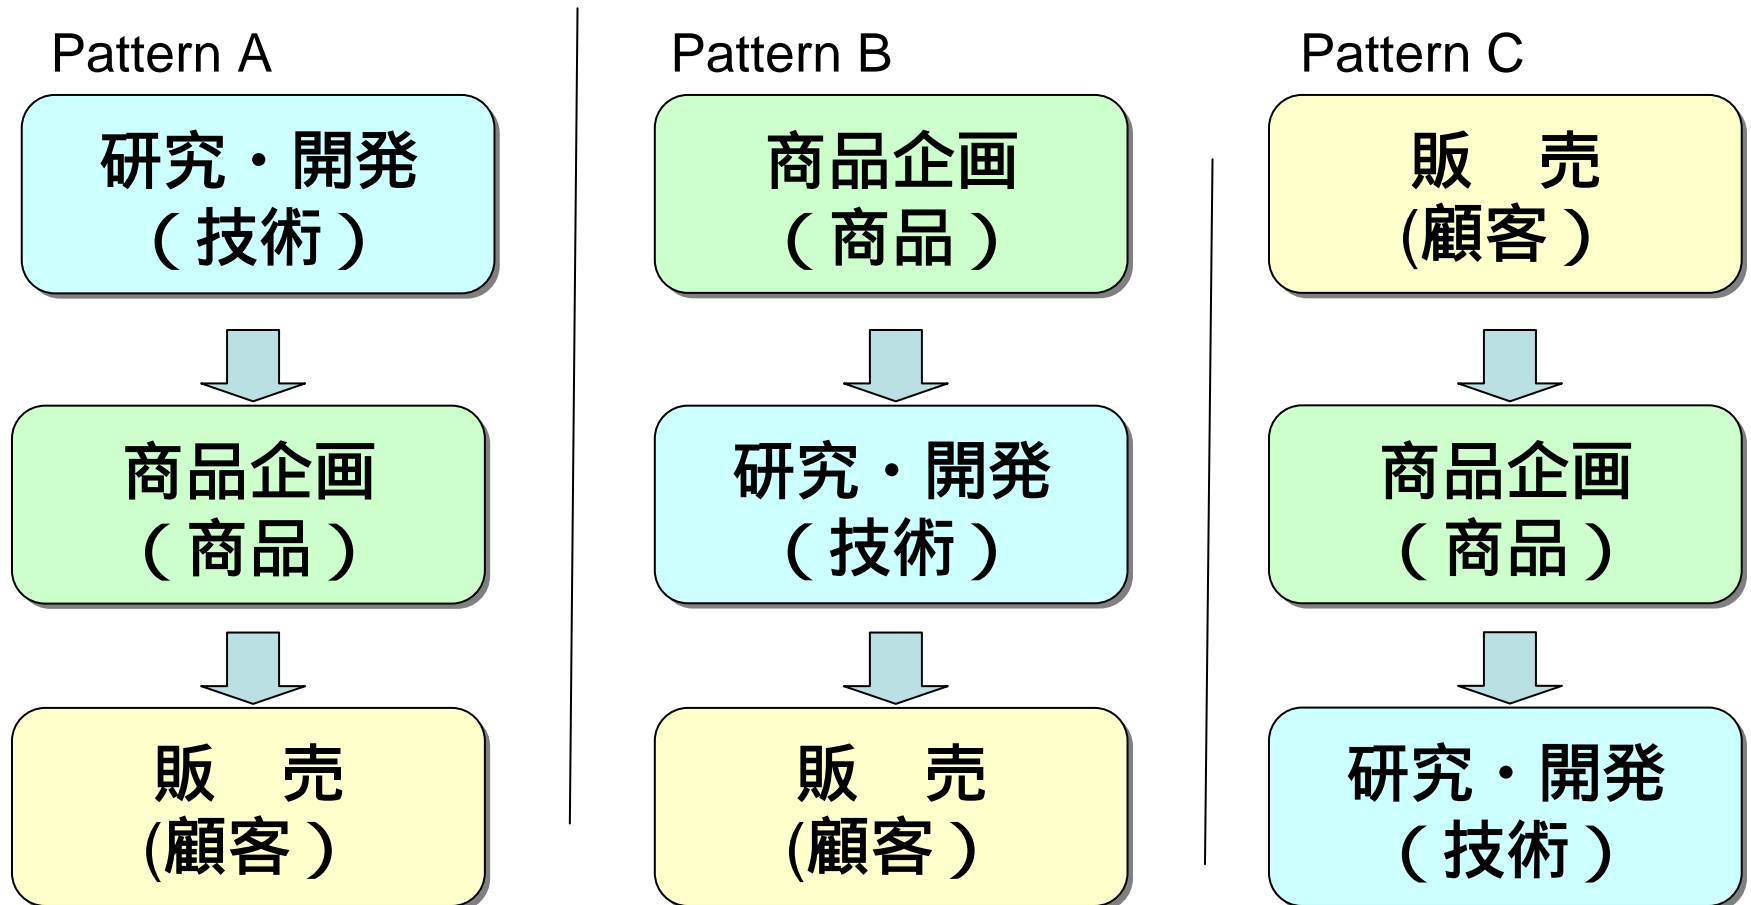 Pattern A
研究・開発
（技術）
商品企画
（商品）
販　売
(顧客）
Pattern B
商品企画
（商品）
研究・開発
（技術）
販　売
(顧客）
Pattern C
販　売
(顧客）
商品企画
（商品）
研究・開発
（技術）